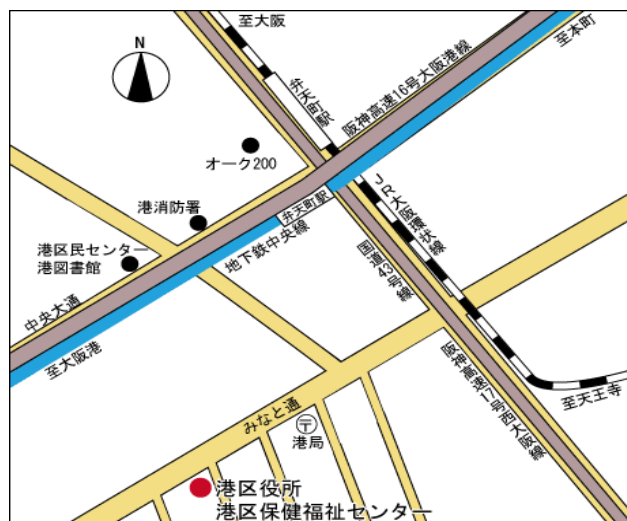 至大阪
N
弁天町駅
阪神高速16号大阪港線
至本町
オーク200
JR大阪環状線
弁天町駅
港消防署
地下鉄中央線
国道43号線
港区民センター
港図書館
中央大通
至大阪港
阪神高速17号西大阪線
至天王寺
みなと通
〒
港局
港区役所
港区保健福祉センター